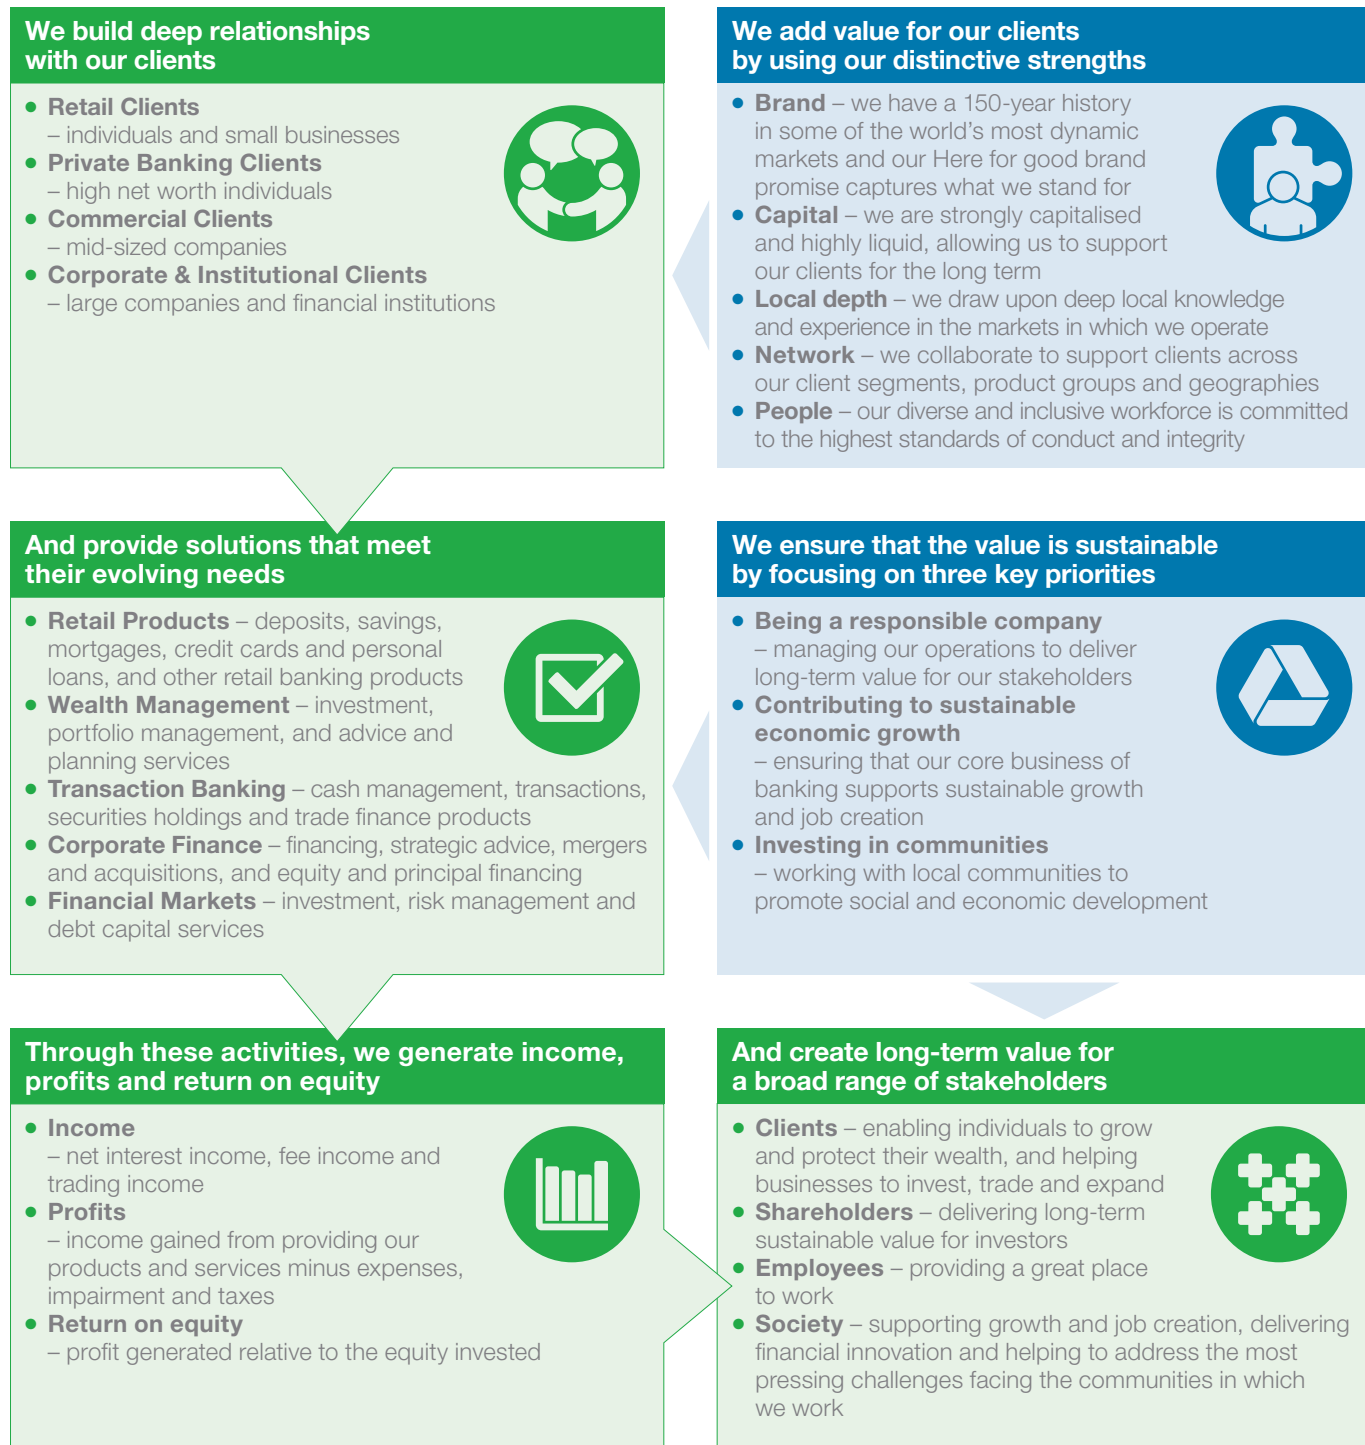 We build deep relationships
with our clients
• Retail Clients
– individuals and small businesses
• Private Banking Clients
– high net worth individuals
• Commercial Clients
– mid-sized companies
• Corporate & Institutional Clients
– large companies and financial institutions
We add value for our clients
by using our distinctive strengths
• Brand – we have a 150-year history
in some of the world’s most dynamic
markets and our Here for good brand
promise captures what we stand for
• Capital – we are strongly capitalised
and highly liquid, allowing us to support
our clients for the long term
• Local depth – we draw upon deep local knowledge
and experience in the markets in which we operate
• Network – we collaborate to support clients across
our client segments, product groups and geographies
• People – our diverse and inclusive workforce is committed
to the highest standards of conduct and integrity
And provide solutions that meet
their evolving needs
• Retail Products – deposits, savings,
mortgages, credit cards and personal
loans, and other retail banking products
• Wealth Management – investment,
portfolio management, and advice and
planning services
• Transaction Banking – cash management, transactions,
securities holdings and trade finance products
• Corporate Finance – financing, strategic advice, mergers
and acquisitions, and equity and principal financing
• Financial Markets – investment, risk management and
debt capital services
We ensure that the value is sustainable
by focusing on three key priorities
• Being a responsible company
– managing our operations to deliver
long-term value for our stakeholders
• Contributing to sustainable
economic growth
– ensuring that our core business of
banking supports sustainable growth
and job creation
• Investing in communities
– working with local communities to
promote social and economic development
Through these activities, we generate income,
profits and return on equity
• Income
– net interest income, fee income and
trading income
• Profits
– income gained from providing our
products and services minus expenses,
impairment and taxes
• Return on equity
– profit generated relative to the equity invested
And create long-term value for
a broad range of stakeholders
• Clients – enabling individuals to grow
and protect their wealth, and helping
businesses to invest, trade and expand
• Shareholders – delivering long-term
sustainable value for investors
• Employees – providing a great place
to work
• Society – supporting growth and job creation, delivering
financial innovation and helping to address the most
pressing challenges facing the communities in which
we work